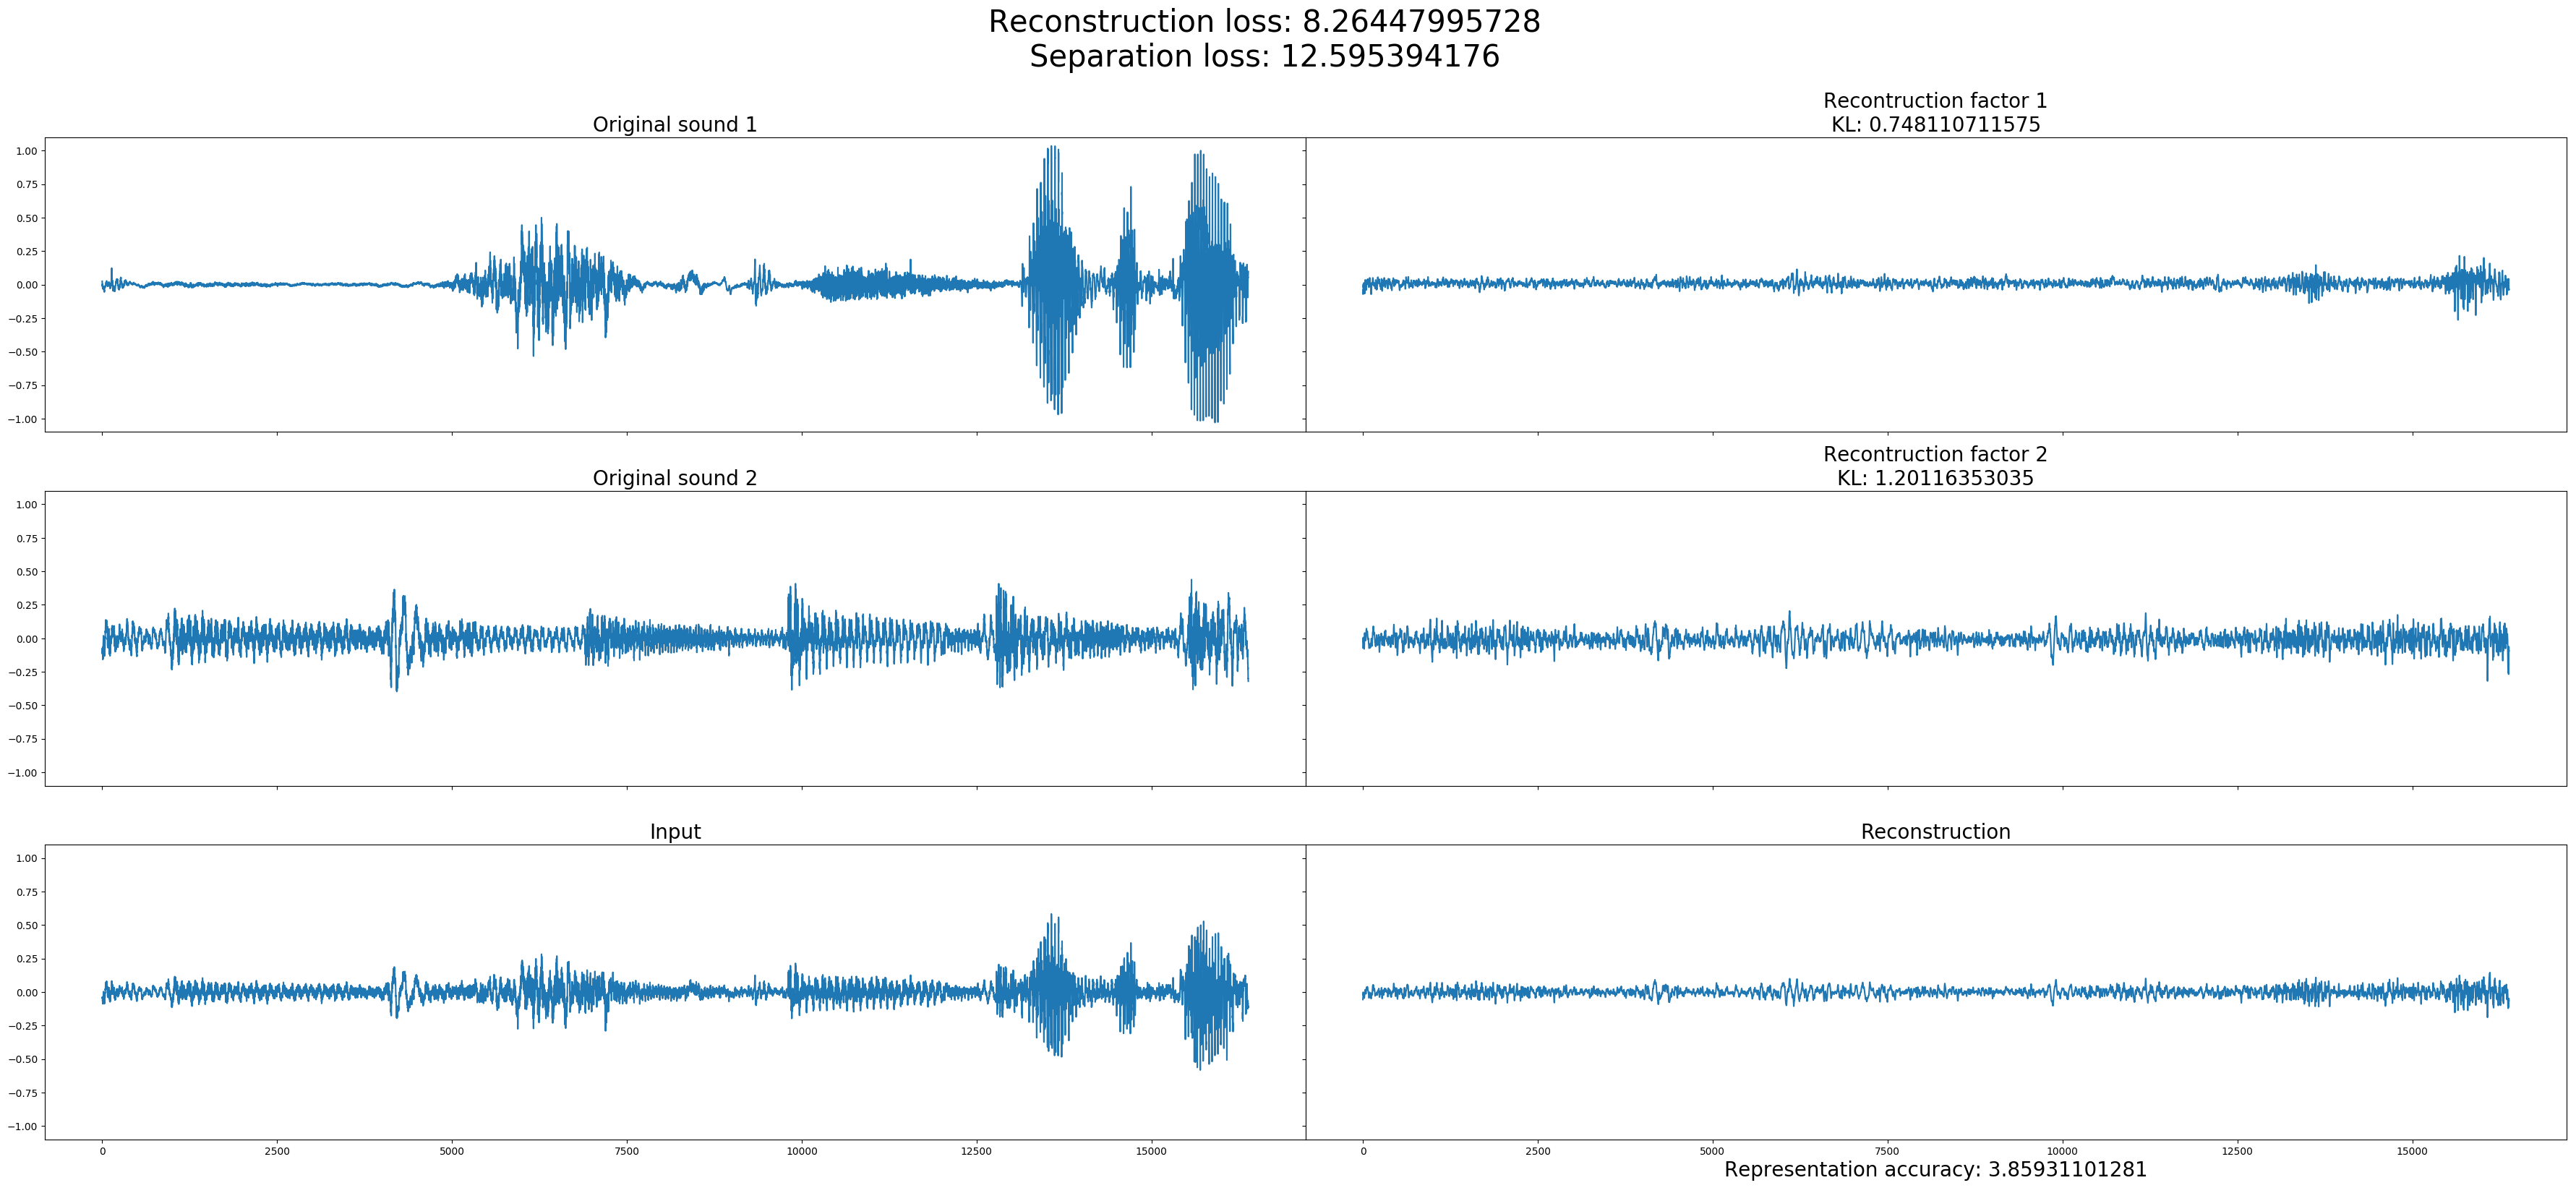 Reconstruction loss: 8.26447995728
Separation loss: 12.595394176
Original sound 1
Recontruction factor 1
KL: 0.748110711575
1.00
0.75
0.50
0.25
0.00
−0.25
−0.50
−0.75
−1.00
Original sound 2
Recontruction factor 2
KL: 1.20116353035
1.00
0.75
0.50
0.25
0.00
−0.25
−0.50
−0.75
−1.00
Input
Reconstruction
1.00
0.75
0.50
0.25
0.00
−0.25
−0.50
−0.75
−1.00
0 2500 5000 7500 10000 12500 15000
0 2500 5000 7500 10000 12500 15000
Representation accuracy: 3.85931101281